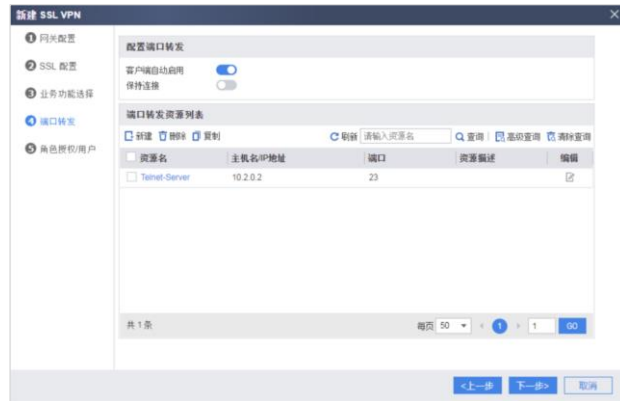 新建 SSL VPN
1 网关配置
2 SSL 配置
3 业务功能选择
4 端口转发
5 角色授权/用户
配置端口转发
客户端自动启用
保持连接
端口转发资源列表
新建 删除 复制 刷新 请输入资源名 查询 高级查询 清除查询
资源名 主机名/IP地址 端口 资源描述 编辑
Telnet-Server 10.2.0.2 23
共 1 条 每页 50 1 1 GO
<上一步 下一步> 取消